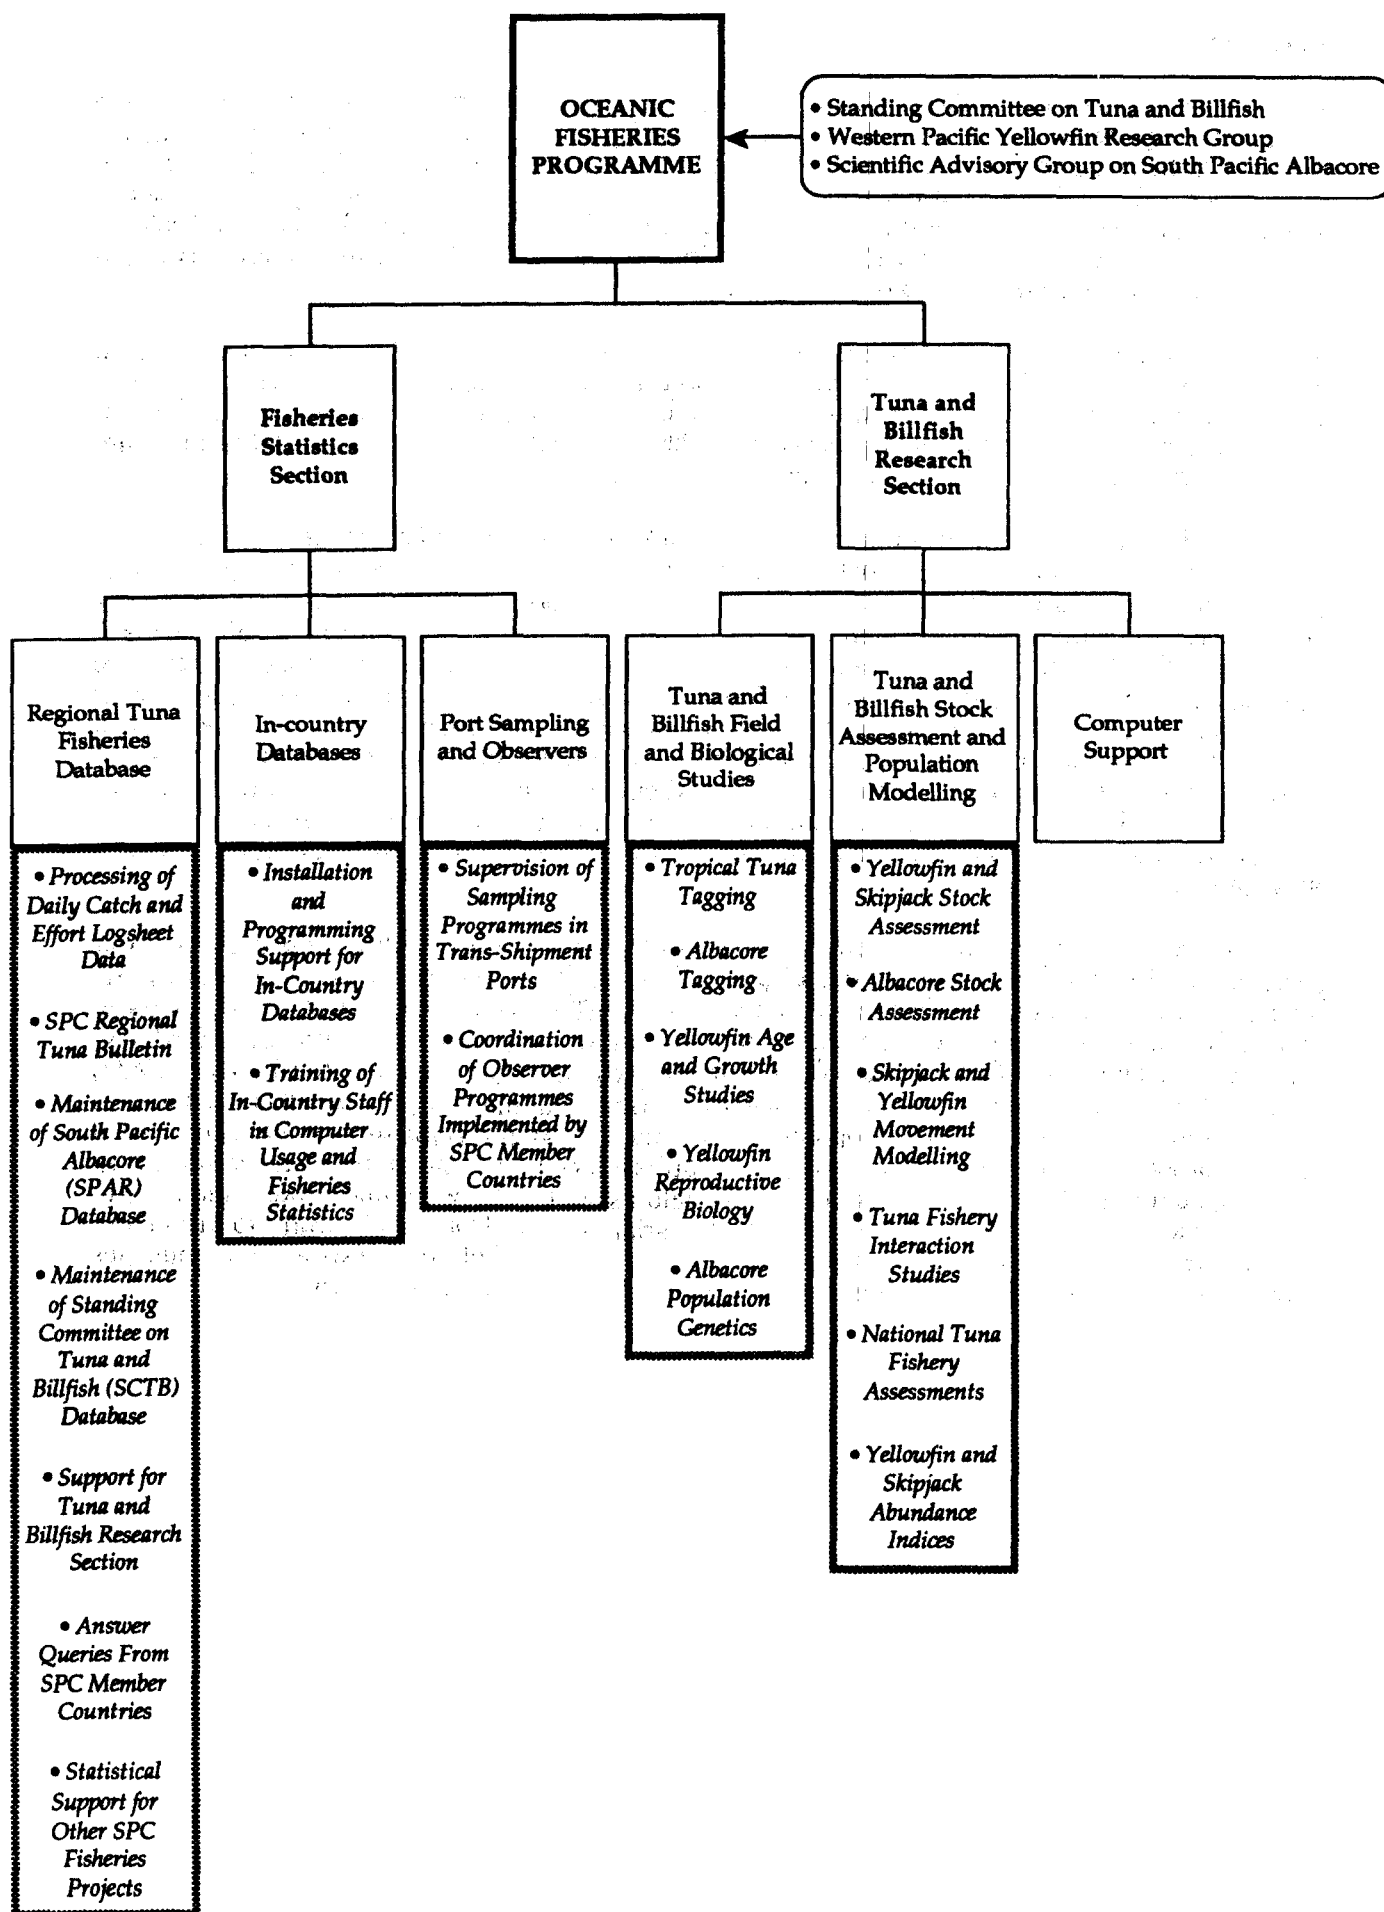 OCEANIC
FISHERIES
PROGRAMME
• Standing Committee on Tuna and Billfish
• Western Pacific Yellowfin Research Group
• Scientific Advisory Group on South Pacific Albacore
Fisheries
Statistics
Section
Tuna and
Billfish
Research
Section
Regional Tuna
Fisheries
Database
In-country
Databases
Port Sampling
and Observers
Tuna and
Billfish Field
and Biological
Studies
Tuna and
Billfish Stock
Assessment and
Population
Modelling
Computer
Support
• Processing of
Daily Catch and
Effort Logsheet
Data
• SPC Regional
Tuna Bulletin
• Maintenance
of South Pacific
Albacore
(SPAR)
Database
• Maintenance
of Standing
Committee on
Tuna and
Billfish (SCTB)
Database
• Support for
Tuna and
Billfish Research
Section
• Answer
Queries From
SPC Member
Countries
• Statistical
Support for
Other SPC
Fisheries
Projects
• Installation
and
Programming
Support for
In-Country
Databases
• Training of
In-Country Staff
in Computer
Usage and
Fisheries
Statistics
• Supervision of
Sampling
Programmes in
Trans-Shipment
Ports
• Coordination
of Observer
Programmes
Implemented by
SPC Member
Countries
• Tropical Tuna
Tagging
• Albacore
Tagging
• Yellowfin Age
and Growth
Studies
• Yellowfin
Reproductive
Biology
• Albacore
Population
Genetics
• Yellowfin and
Skipjack Stock
Assessment
• Albacore Stock
Assessment
• Skipjack and
Yellowfin
Movement
Modelling
• Tuna Fishery
Interaction
Studies
• National Tuna
Fishery
Assessments
• Yellowfin and
Skipjack
Abundance
Indices